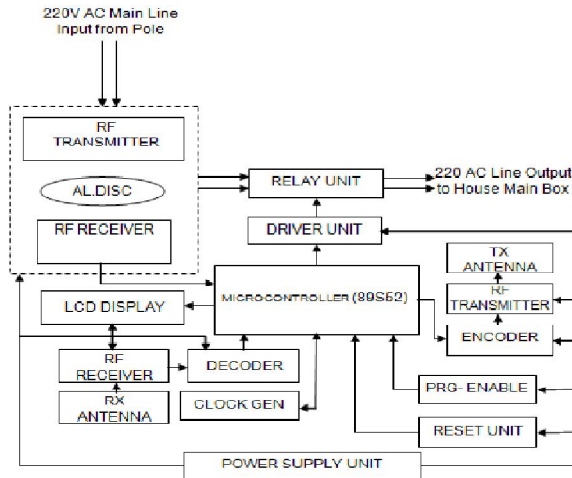 220V AC Main Line
Input from Pole
RF
TRANSMITTER
AL.DISC
RF RECEIVER
RELAY UNIT
220 AC Line Output
to House Main Box
DRIVER UNIT
TX
ANTENNA
MICROCONTROLLER (89S52)
RF
TRANSMITTER
LCD DISPLAY
ENCODER
RF
RECEIVER
DECODER
RX
ANTENNA
CLOCK GEN
PRG- ENABLE
RESET UNIT
POWER SUPPLY UNIT